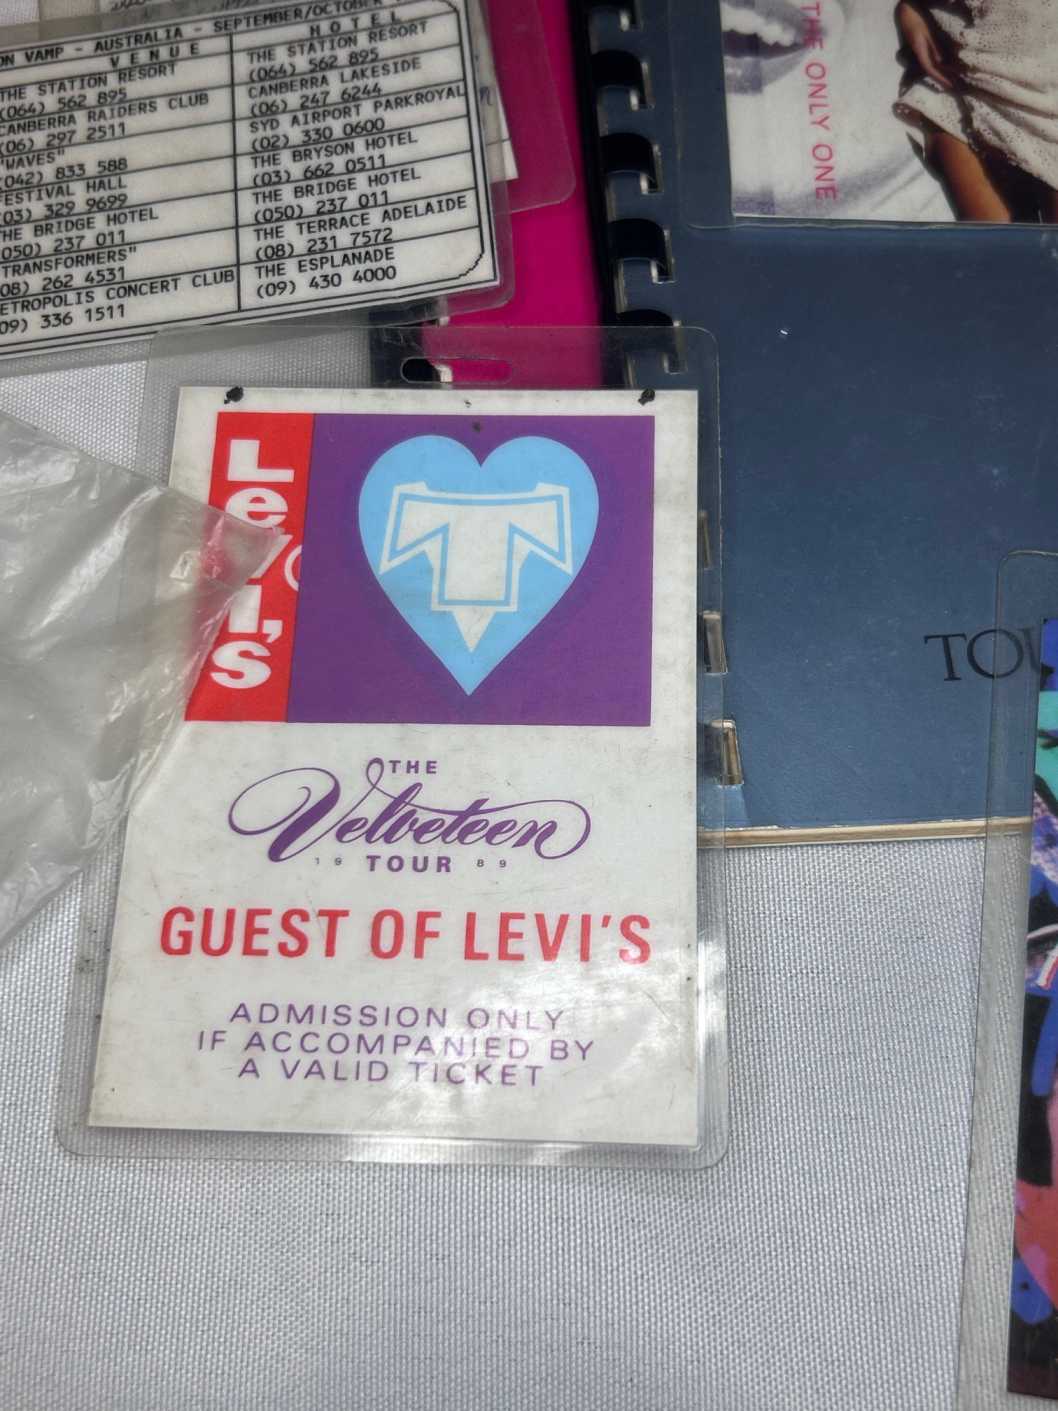 ON VAMP - AUSTRALIA - SEPTEMBER/OCTOBER
VENUE HOTEL
THE STATION RESORT THE STATION RESORT
(064) 562 895 (064) 562 895
CANBERRA RAIDERS CLUB CANBERRA LAKESIDE
(06) 297 2511 (06) 247 6244
"WAVES" SYD AIRPORT PARKROYAL
(042) 833 588 (02) 330 0600
FESTIVAL HALL THE BRYSON HOTEL
(03) 329 9699 (03) 662 0511
THE BRIDGE HOTEL THE BRIDGE HOTEL
(050) 237 011 (050) 237 011
"TRANSFORMERS" THE TERRACE ADELAIDE
(08) 262 4531 (08) 231 7572
METROPOLIS CONCERT CLUB THE ESPLANADE
(09) 336 1511 (09) 430 4000
THE ONLY ONE
TOU
Levi's
T
THE
Velveteen
19 TOUR 89
GUEST OF LEVI'S
ADMISSION ONLY
IF ACCOMPANIED BY
A VALID TICKET